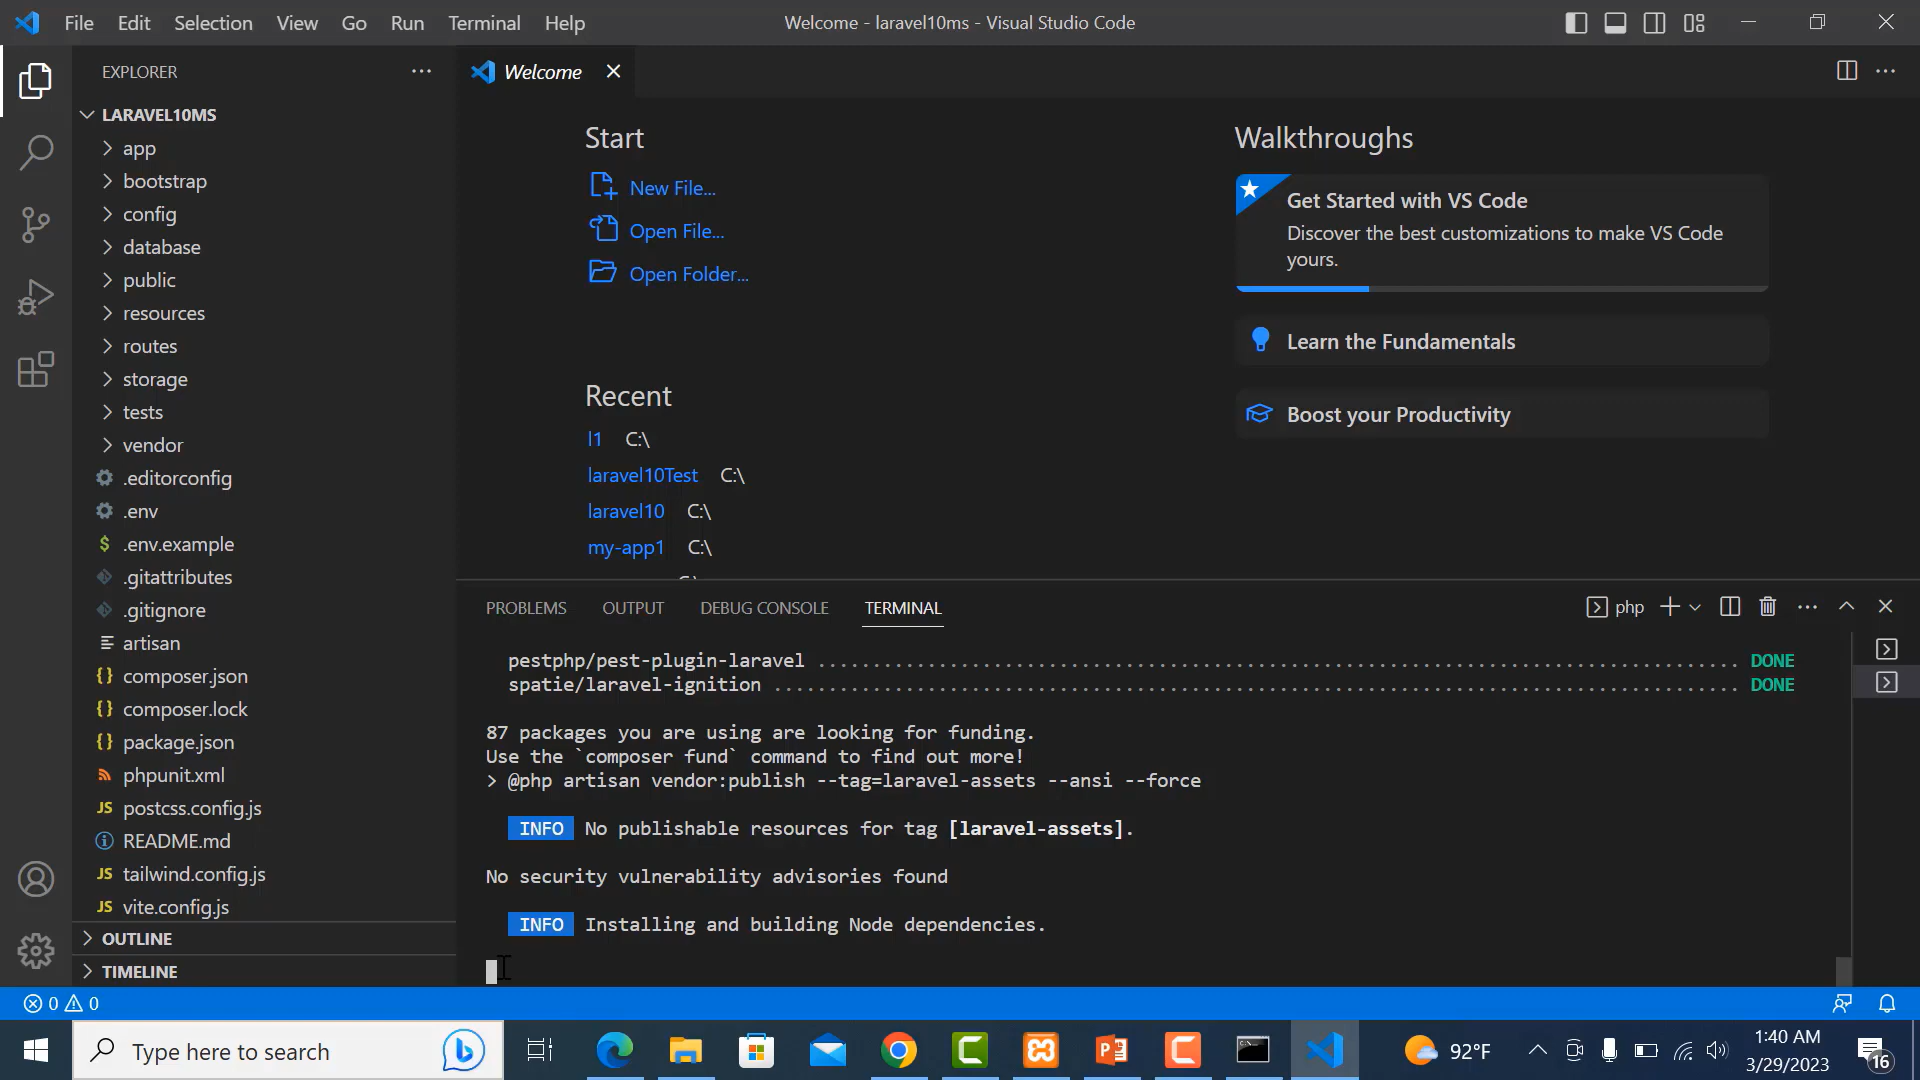 File Edit Selection View Go Run Terminal Help
Welcome - laravel10ms - Visual Studio Code
EXPLORER
LARAVEL10MS
app
bootstrap
config
database
public
resources
routes
storage
tests
vendor
.editorconfig
.env
$ .env.example
.gitattributes
.gitignore
artisan
{} composer.json
{} composer.lock
{} package.json
phpunit.xml
JS postcss.config.js
README.md
JS tailwind.config.js
JS vite.config.js
OUTLINE
TIMELINE
Welcome
Start
New File...
Open File...
Open Folder...
Recent
l1 C:\
laravel10Test C:\
laravel10 C:\
my-app1 C:\
Walkthroughs
Get Started with VS Code
Discover the best customizations to make VS Code
yours.
Learn the Fundamentals
Boost your Productivity
PROBLEMS OUTPUT DEBUG CONSOLE TERMINAL
php
pestphp/pest-plugin-laravel .................................................................................... DONE
spatie/laravel-ignition ........................................................................................ DONE
87 packages you are using are looking for funding.
Use the `composer fund` command to find out more!
> @php artisan vendor:publish --tag=laravel-assets --ansi --force
INFO No publishable resources for tag [laravel-assets].
No security vulnerability advisories found
INFO Installing and building Node dependencies.
0 0
Type here to search
92°F
1:40 AM
3/29/2023
16